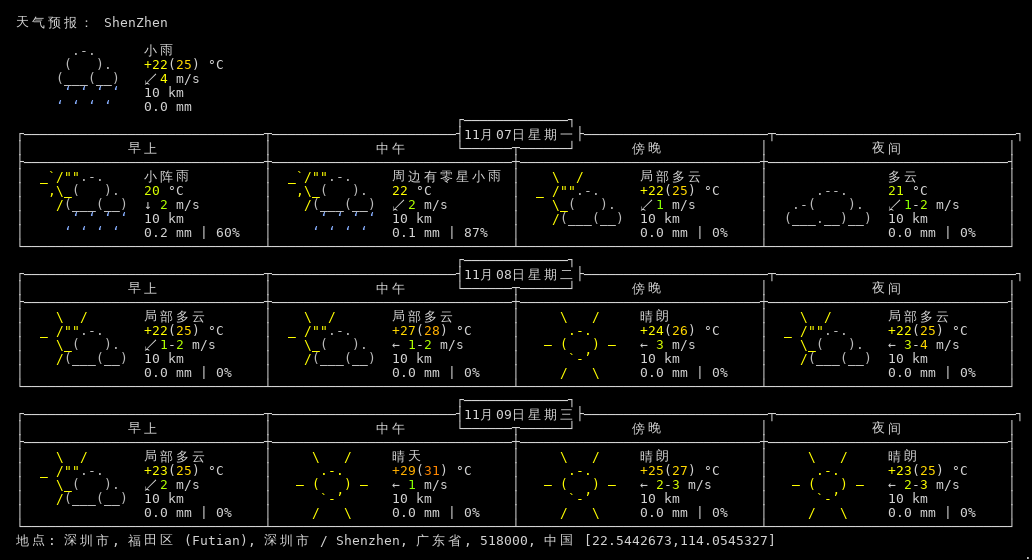 天气预报： ShenZhen
小雨
+22(25) °C
↙4 m/s
10 km
0.0 mm
11月07日星期一
早上 中午 傍晚 夜间
小阵雨 周边有零星小雨 局部多云 多云
20 °C 22 °C +22(25) °C 21 °C
↓ 2 m/s ↙2 m/s ↙1 m/s ↙1-2 m/s
10 km 10 km 10 km 10 km
0.2 mm | 60% 0.1 mm | 87% 0.0 mm | 0% 0.0 mm | 0%
11月08日星期二
早上 中午 傍晚 夜间
局部多云 局部多云 晴朗 局部多云
+22(25) °C +27(28) °C +24(26) °C +22(25) °C
↙1-2 m/s ← 1-2 m/s ← 3 m/s ← 3-4 m/s
10 km 10 km 10 km 10 km
0.0 mm | 0% 0.0 mm | 0% 0.0 mm | 0% 0.0 mm | 0%
11月09日星期三
早上 中午 傍晚 夜间
局部多云 晴天 晴朗 晴朗
+23(25) °C +29(31) °C +25(27) °C +23(25) °C
↙2 m/s ← 1 m/s ← 2-3 m/s ← 2-3 m/s
10 km 10 km 10 km 10 km
0.0 mm | 0% 0.0 mm | 0% 0.0 mm | 0% 0.0 mm | 0%
地点: 深圳市, 福田区 (Futian), 深圳市 / Shenzhen, 广东省, 518000, 中国 [22.5442673,114.0545327]